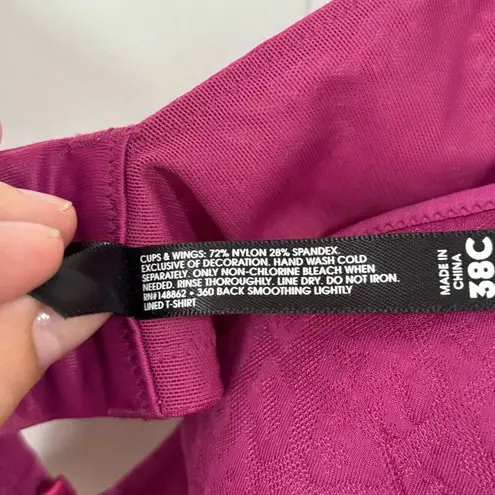 CUPS & WINGS: 72% NYLON 28% SPANDEX.
EXCLUSIVE OF DECORATION. HAND WASH COLD
SEPARATELY. ONLY NON-CHLORINE BLEACH WHEN
NEEDED. RINSE THOROUGHLY. LINE DRY. DO NOT IRON.
RN#148862 • 360 BACK SMOOTHING LIGHTLY
LINED T-SHIRT
MADE IN
CHINA
38C